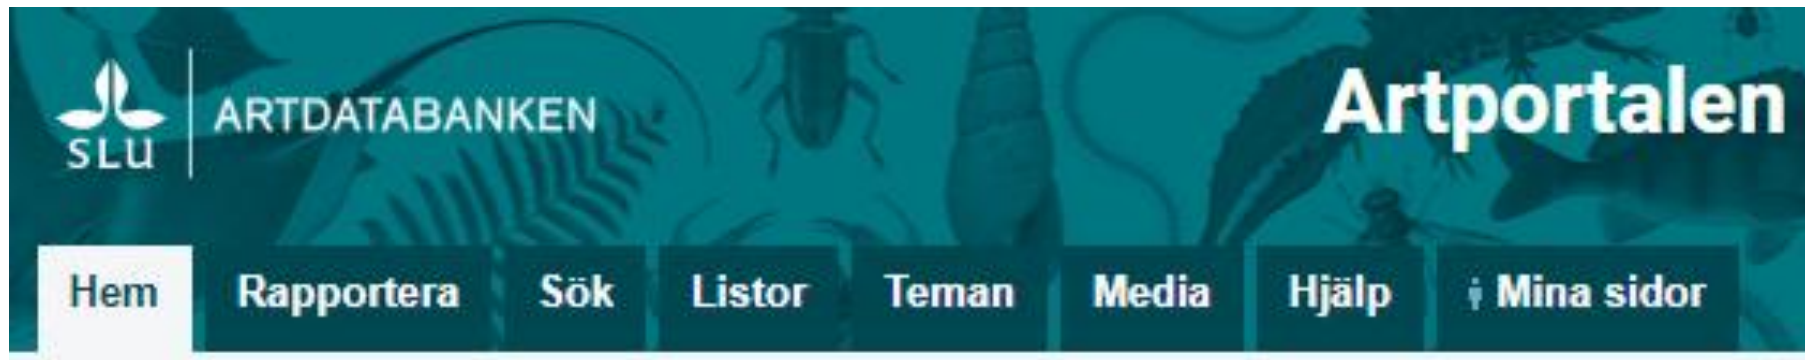 SLU ARTDATABANKEN
Artportalen
Hem Rapportera Sök Listor Teman Media Hjälp Mina sidor